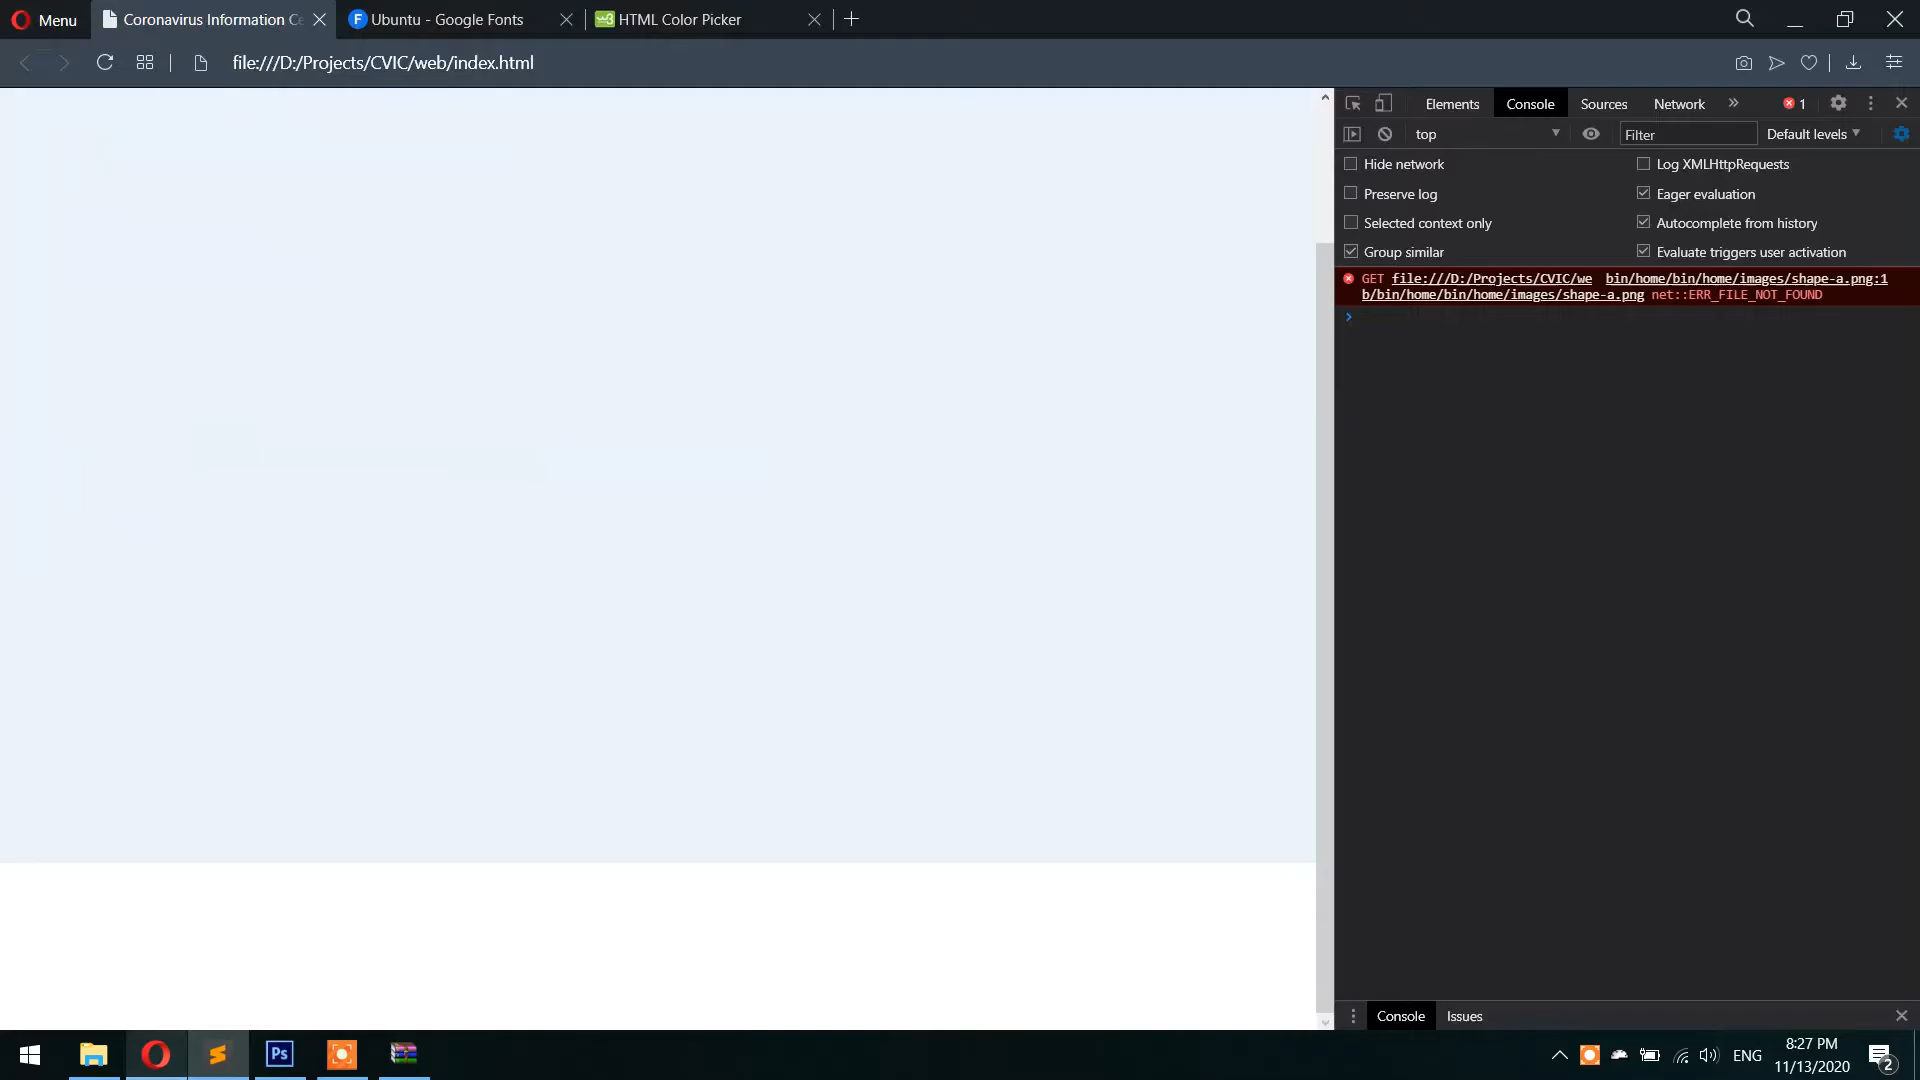 Menu
Coronavirus Information Ce
Ubuntu - Google Fonts
HTML Color Picker
file:///D:/Projects/CVIC/web/index.html
Elements
Console
Sources
Network
1
top
Filter
Default levels
Hide network
Log XMLHttpRequests
Preserve log
Eager evaluation
Selected context only
Autocomplete from history
Group similar
Evaluate triggers user activation
GET file:///D:/Projects/CVIC/we bin/home/bin/home/images/shape-a.png:1
b/bin/home/bin/home/images/shape-a.png net::ERR_FILE_NOT_FOUND
Console
Issues
Ps
ENG
8:27 PM
11/13/2020
2